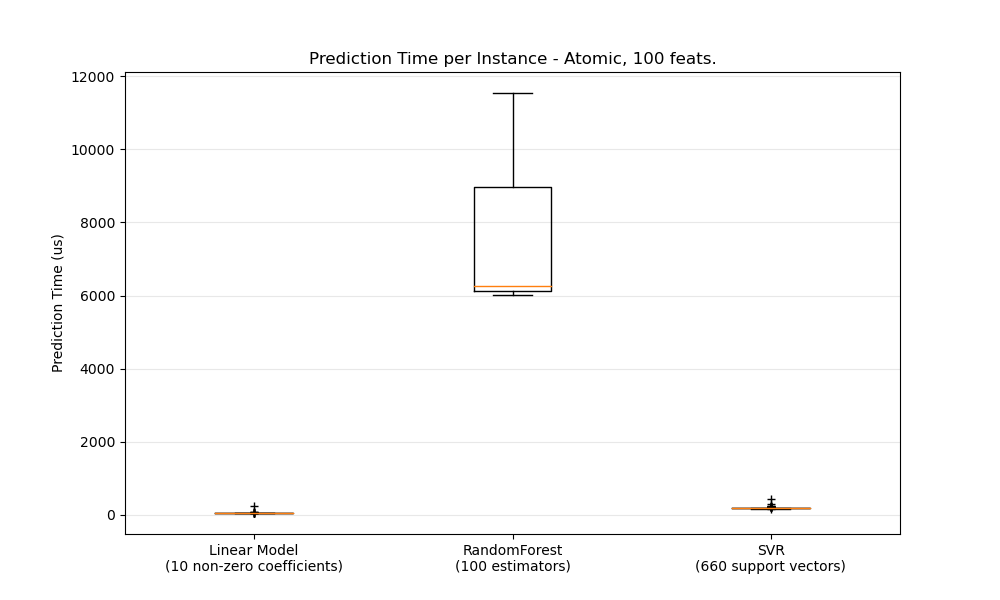 Prediction Time per Instance - Atomic, 100 feats.
12000
10000
8000
6000
4000
2000
0
Prediction Time (us)
Linear Model
(10 non-zero coefficients)
RandomForest
(100 estimators)
SVR
(660 support vectors)